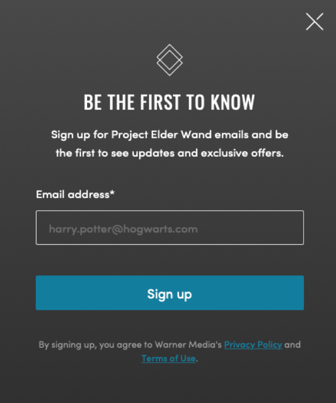 BE THE FIRST TO KNOW
Sign up for Project Elder Wand emails and be
the first to see updates and exclusive offers.
Email address*
harry.potter@hogwarts.com
Sign up
By signing up, you agree to Warner Media's Privacy Policy and
Terms of Use.